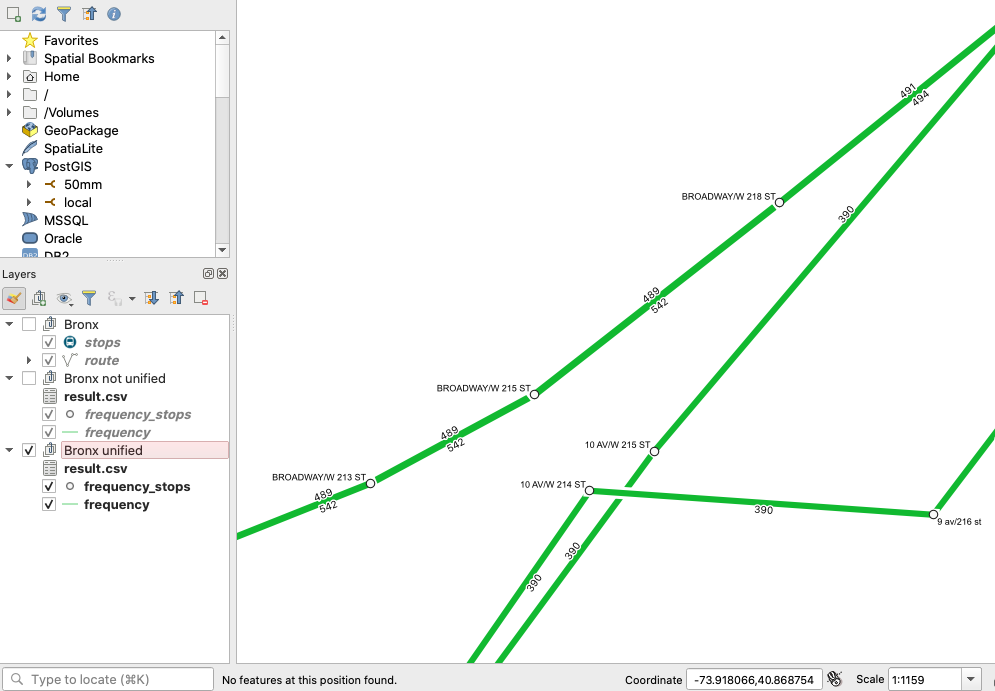 Favorites
Spatial Bookmarks
Home
/
/Volumes
GeoPackage
SpatiaLite
PostGIS
50mm
local
MSSQL
Oracle
DB2
Layers
Bronx
stops
route
Bronx not unified
result.csv
frequency_stops
frequency
Bronx unified
result.csv
frequency_stops
frequency
491
494
BROADWAY/W 218 ST
390
489
542
BROADWAY/W 215 ST
489
542
10 AV/W 215 ST
BROADWAY/W 213 ST
10 AV/W 214 ST
489
542
390
9 av/216 st
390
390
Type to locate (⌘K)
No features at this position found.
Coordinate
-73.918066,40.868754
Scale
1:1159